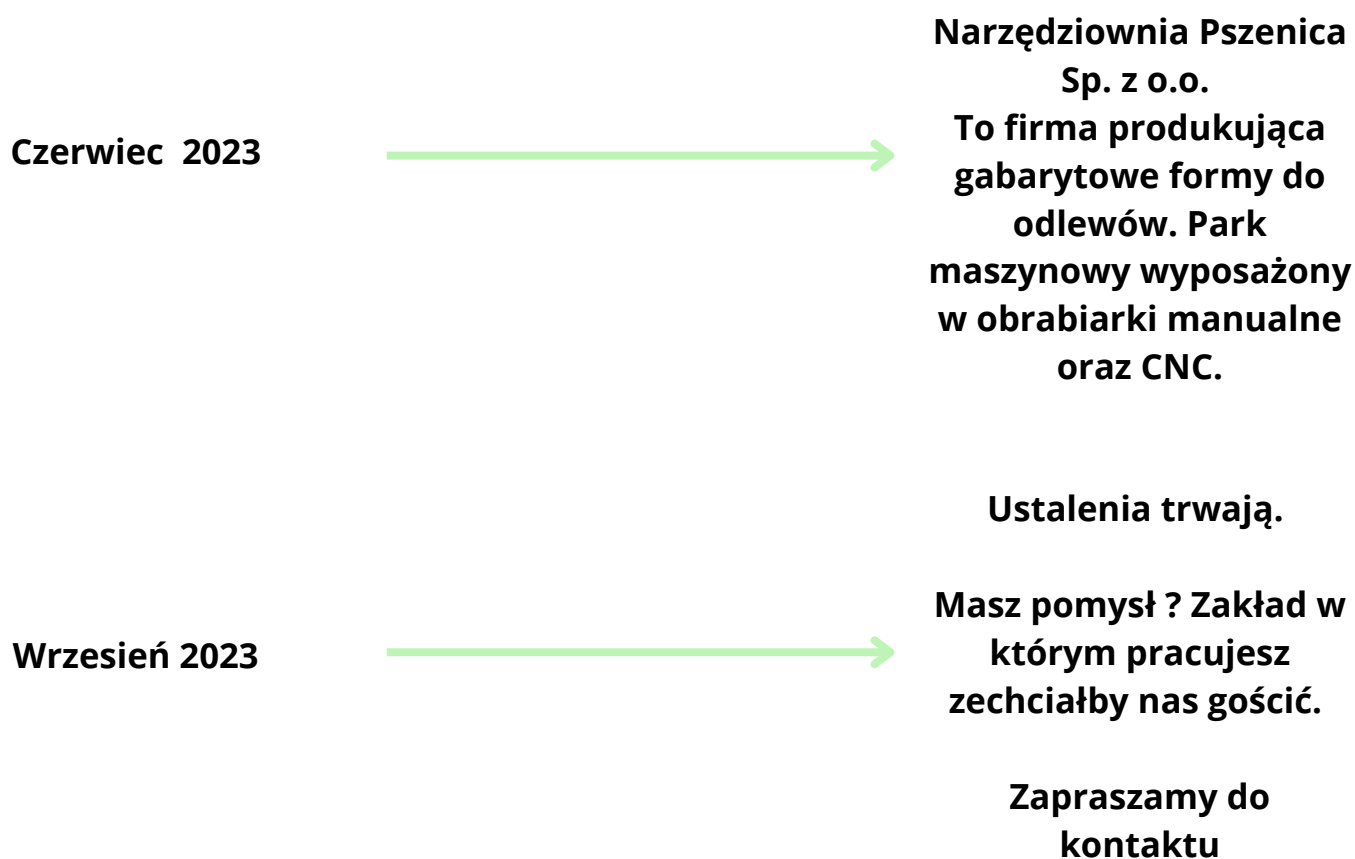 Czerwiec 2023
Narzędziownia Pszenica
Sp. z o.o.
To firma produkująca
gabarytowe formy do
odlewów. Park
maszynowy wyposażony
w obrabiarki manualne
oraz CNC.
Wrzesień 2023
Ustalenia trwają.
Masz pomysł ? Zakład w
którym pracujesz
zechciałby nas gościć.
Zapraszamy do
kontaktu